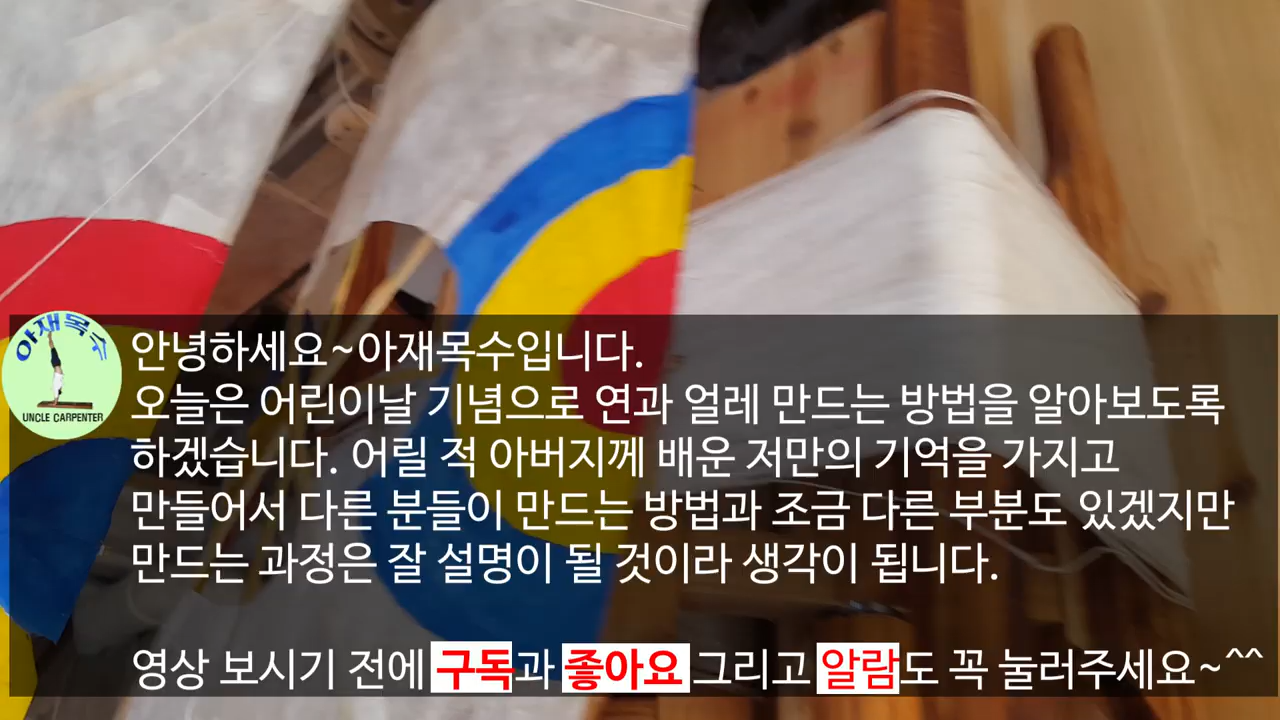 안녕하세요~아재목수입니다.
오늘은 어린이날 기념으로 연과 얼레 만드는 방법을 알아보도록
하겠습니다. 어릴 적 아버지께 배운 저만의 기억을 가지고
만들어서 다른 분들이 만드는 방법과 조금 다른 부분도 있겠지만
만드는 과정은 잘 설명이 될 것이라 생각이 됩니다.
영상 보시기 전에 구독과 좋아요 그리고 알람도 꼭 눌러주세요~^^
아재목수
UNCLE CARPENTER